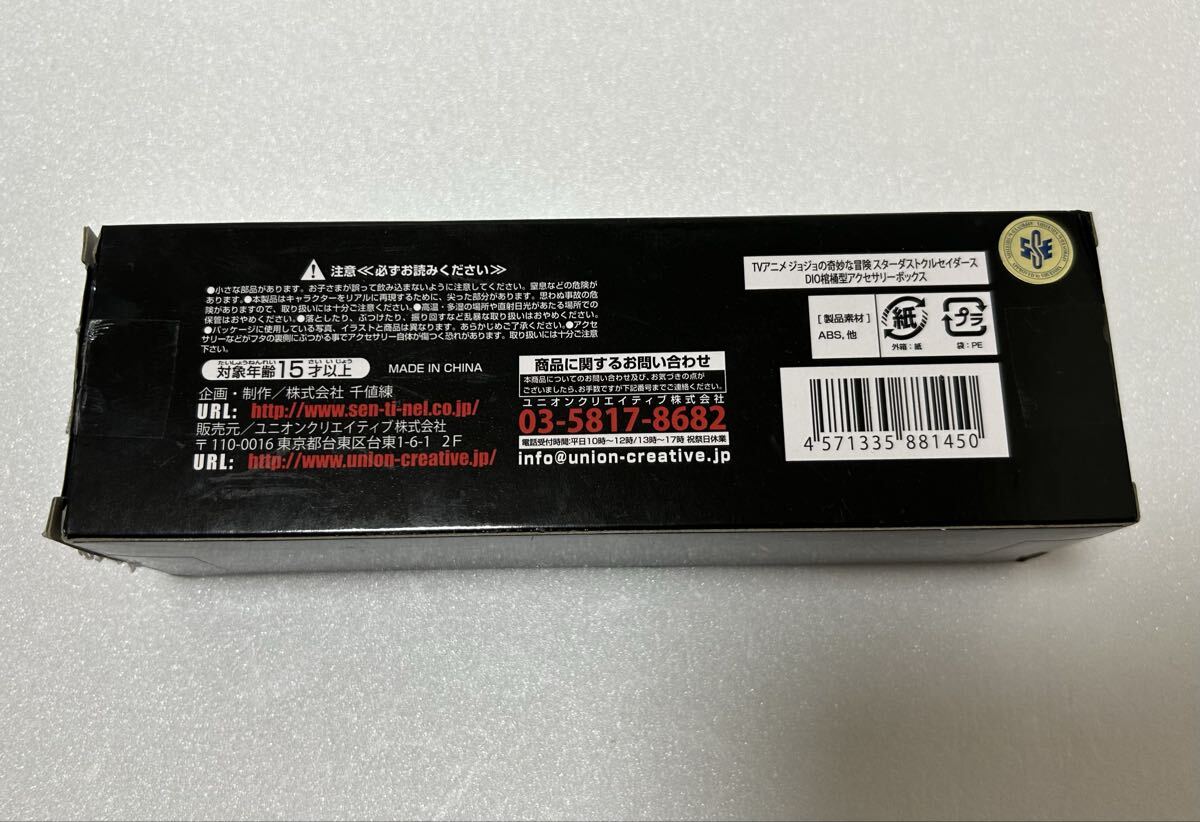 注意≪必ずお読みください≫
●小さな部品があります。お子さまが誤って飲み込まないように注意してください。窒息などの危険が
あります。●本製品はキャラクターをリアルに再現するために、尖った部分があります。思わぬ事故の危
険がありますので、取り扱いには十分ご注意ください。●高温・多湿の場所や直射日光があたる場所での
保管はおやめください。●落としたり、ぶつけたり、振り回すなど乱暴な取り扱いはおやめください。
●パッケージに使用している写真、イラストと商品は異なります。あらかじめご了承ください。●アクセ
サリーなどがフタの裏側にぶつかる事でアクセサリー自体が傷つく恐れがあります。取り扱いには十分ご注意
下さい。
たいしょうねんれい さい いじょう
対象年齢15才以上
MADE IN CHINA
企画・制作／株式会社 千値練
URL: http://www.sen-ti-nel.co.jp/
販売元／ユニオンクリエイティブ株式会社
〒110-0016 東京都台東区台東1-6-1 2F
URL: http://www.union-creative.jp/
商品に関するお問い合わせ
本商品についてのお問い合わせ及び、お気づきの点が
ございましたら、お手数ですが下記番号までご連絡ください。
ユニオンクリエイティブ株式会社
03-5817-8682
電話受付時間:平日10時～12時/13時～17時 祝祭日休業
info@union-creative.jp
TVアニメ ジョジョの奇妙な冒険 スターダストクルセイダース
DIO棺桶型アクセサリーボックス
[製品素材]
ABS,他
紙
外箱：紙
プラ
袋：PE
4571335881450